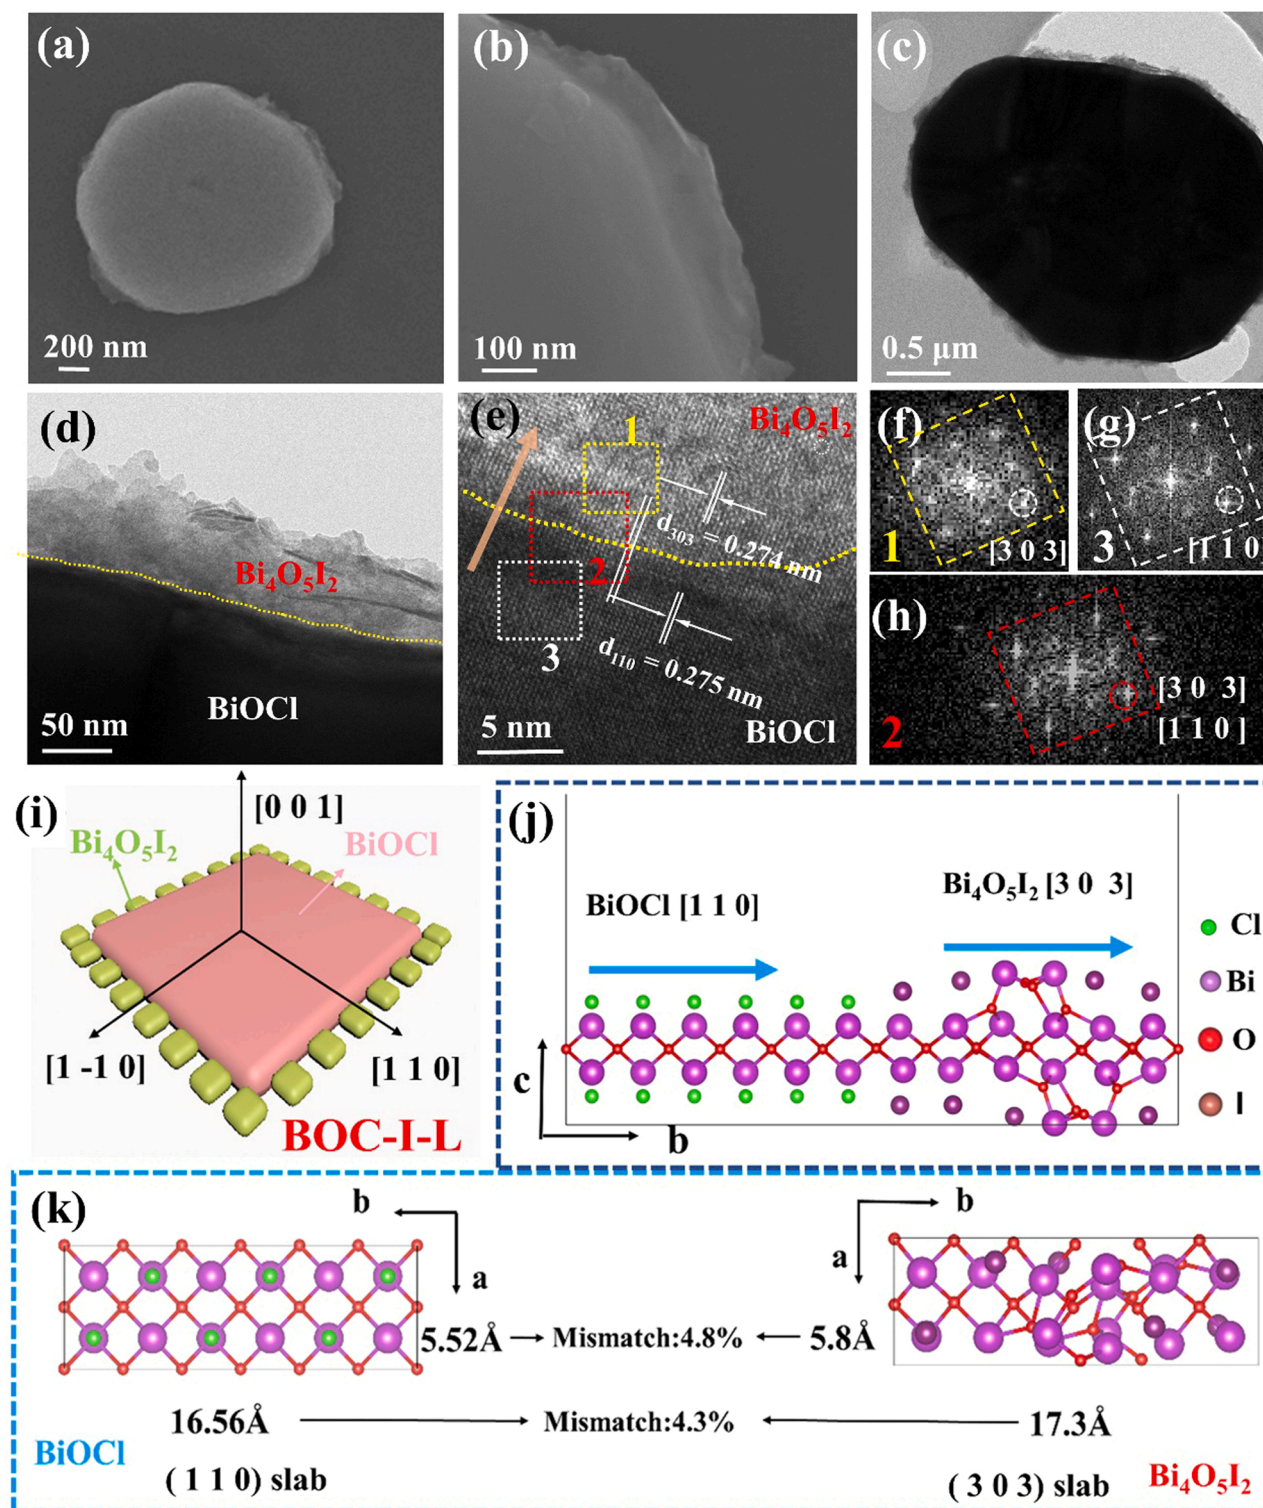 (a)
200 nm
(b)
100 nm
(c)
0.5 μm
(d)
Bi₄O₅I₂
BiOCl
50 nm
(e)
Bi₄O₅I₂
1
d₃₀₃ = 0.274 nm
2
3
d₁₁₀ = 0.275 nm
5 nm
BiOCl
(f)
1
[3 0 3]
(g)
3
[1 1 0
(h)
2
[3 0 3]
[1 1 0 ]
(i)
[0 0 1]
Bi₄O₅I₂
BiOCl
[1 -1 0]
[1 1 0]
BOC-I-L
(j)
BiOCl [1 1 0]
Bi₄O₅I₂ [3 0 3]
Cl
Bi
O
I
c
b
(k)
b
a
b
a
5.52Å
Mismatch:4.8%
5.8Å
16.56Å
Mismatch:4.3%
17.3Å
BiOCl
( 1 1 0) slab
( 3 0 3) slab
Bi₄O₅I₂